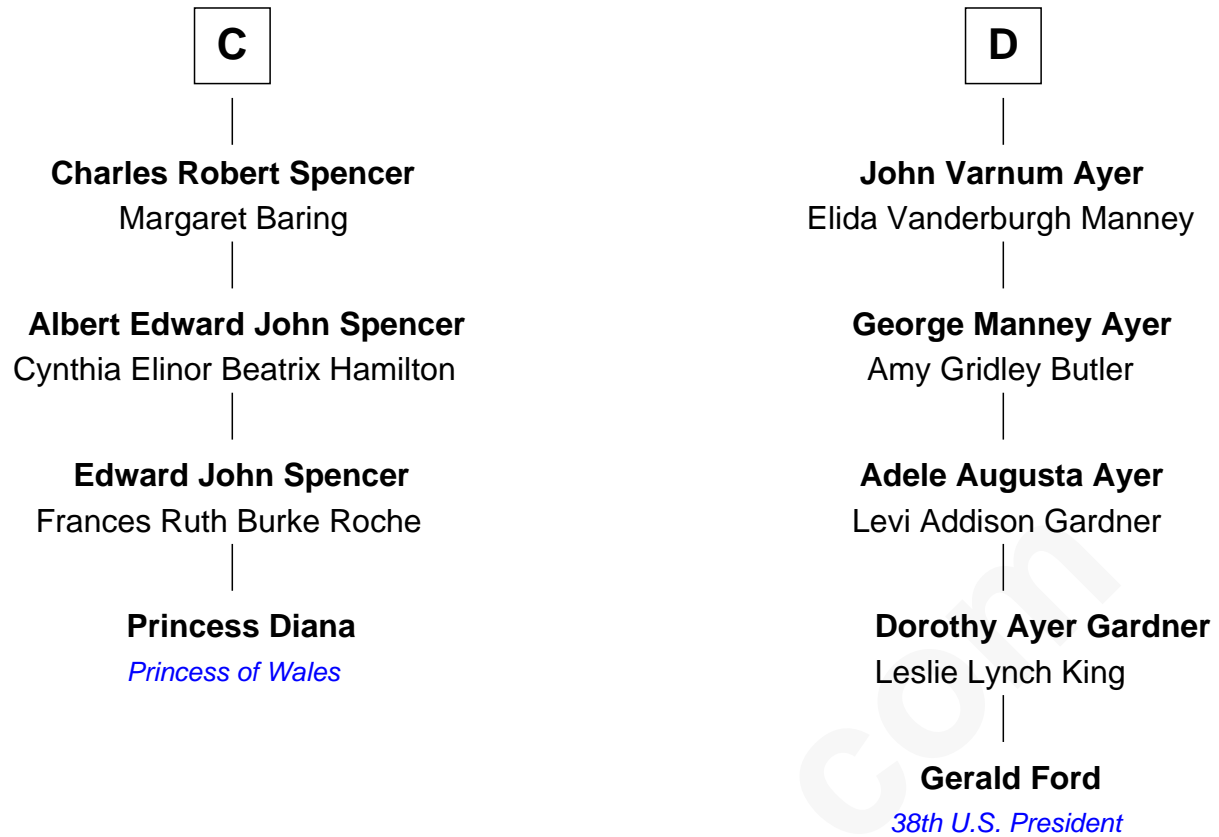 C
Charles Robert Spencer
Margaret Baring
Albert Edward John Spencer
Cynthia Elinor Beatrix Hamilton
Edward John Spencer
Frances Ruth Burke Roche
Princess Diana
Princess of Wales
D
John Varnum Ayer
Elida Vanderburgh Manney
George Manney Ayer
Amy Gridley Butler
Adele Augusta Ayer
Levi Addison Gardner
Dorothy Ayer Gardner
Leslie Lynch King
Gerald Ford
38th U.S. President
com